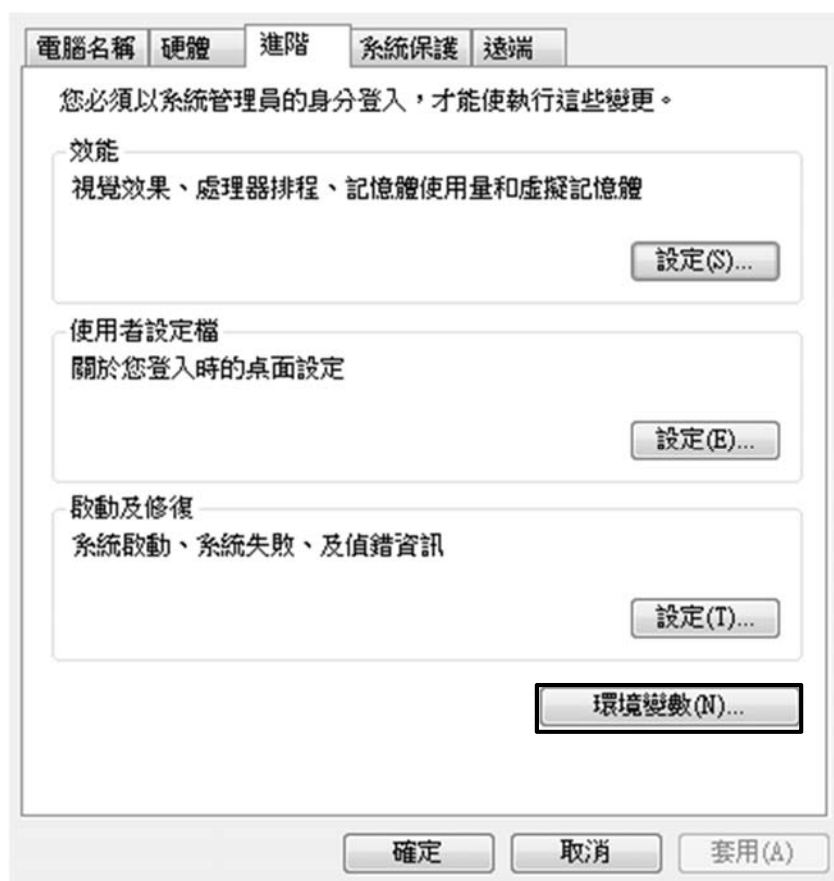 電腦名稱 硬體 進階 系統保護 遠端
您必須以系統管理員的身分登入，才能使執行這些變更。
效能
視覺效果、處理器排程、記憶體使用量和虛擬記憶體
設定(S)...
使用者設定檔
關於您登入時的桌面設定
設定(E)...
啟動及修復
系統啟動、系統失敗、及偵錯資訊
設定(T)...
環境變數(N)...
確定 取消 套用(A)